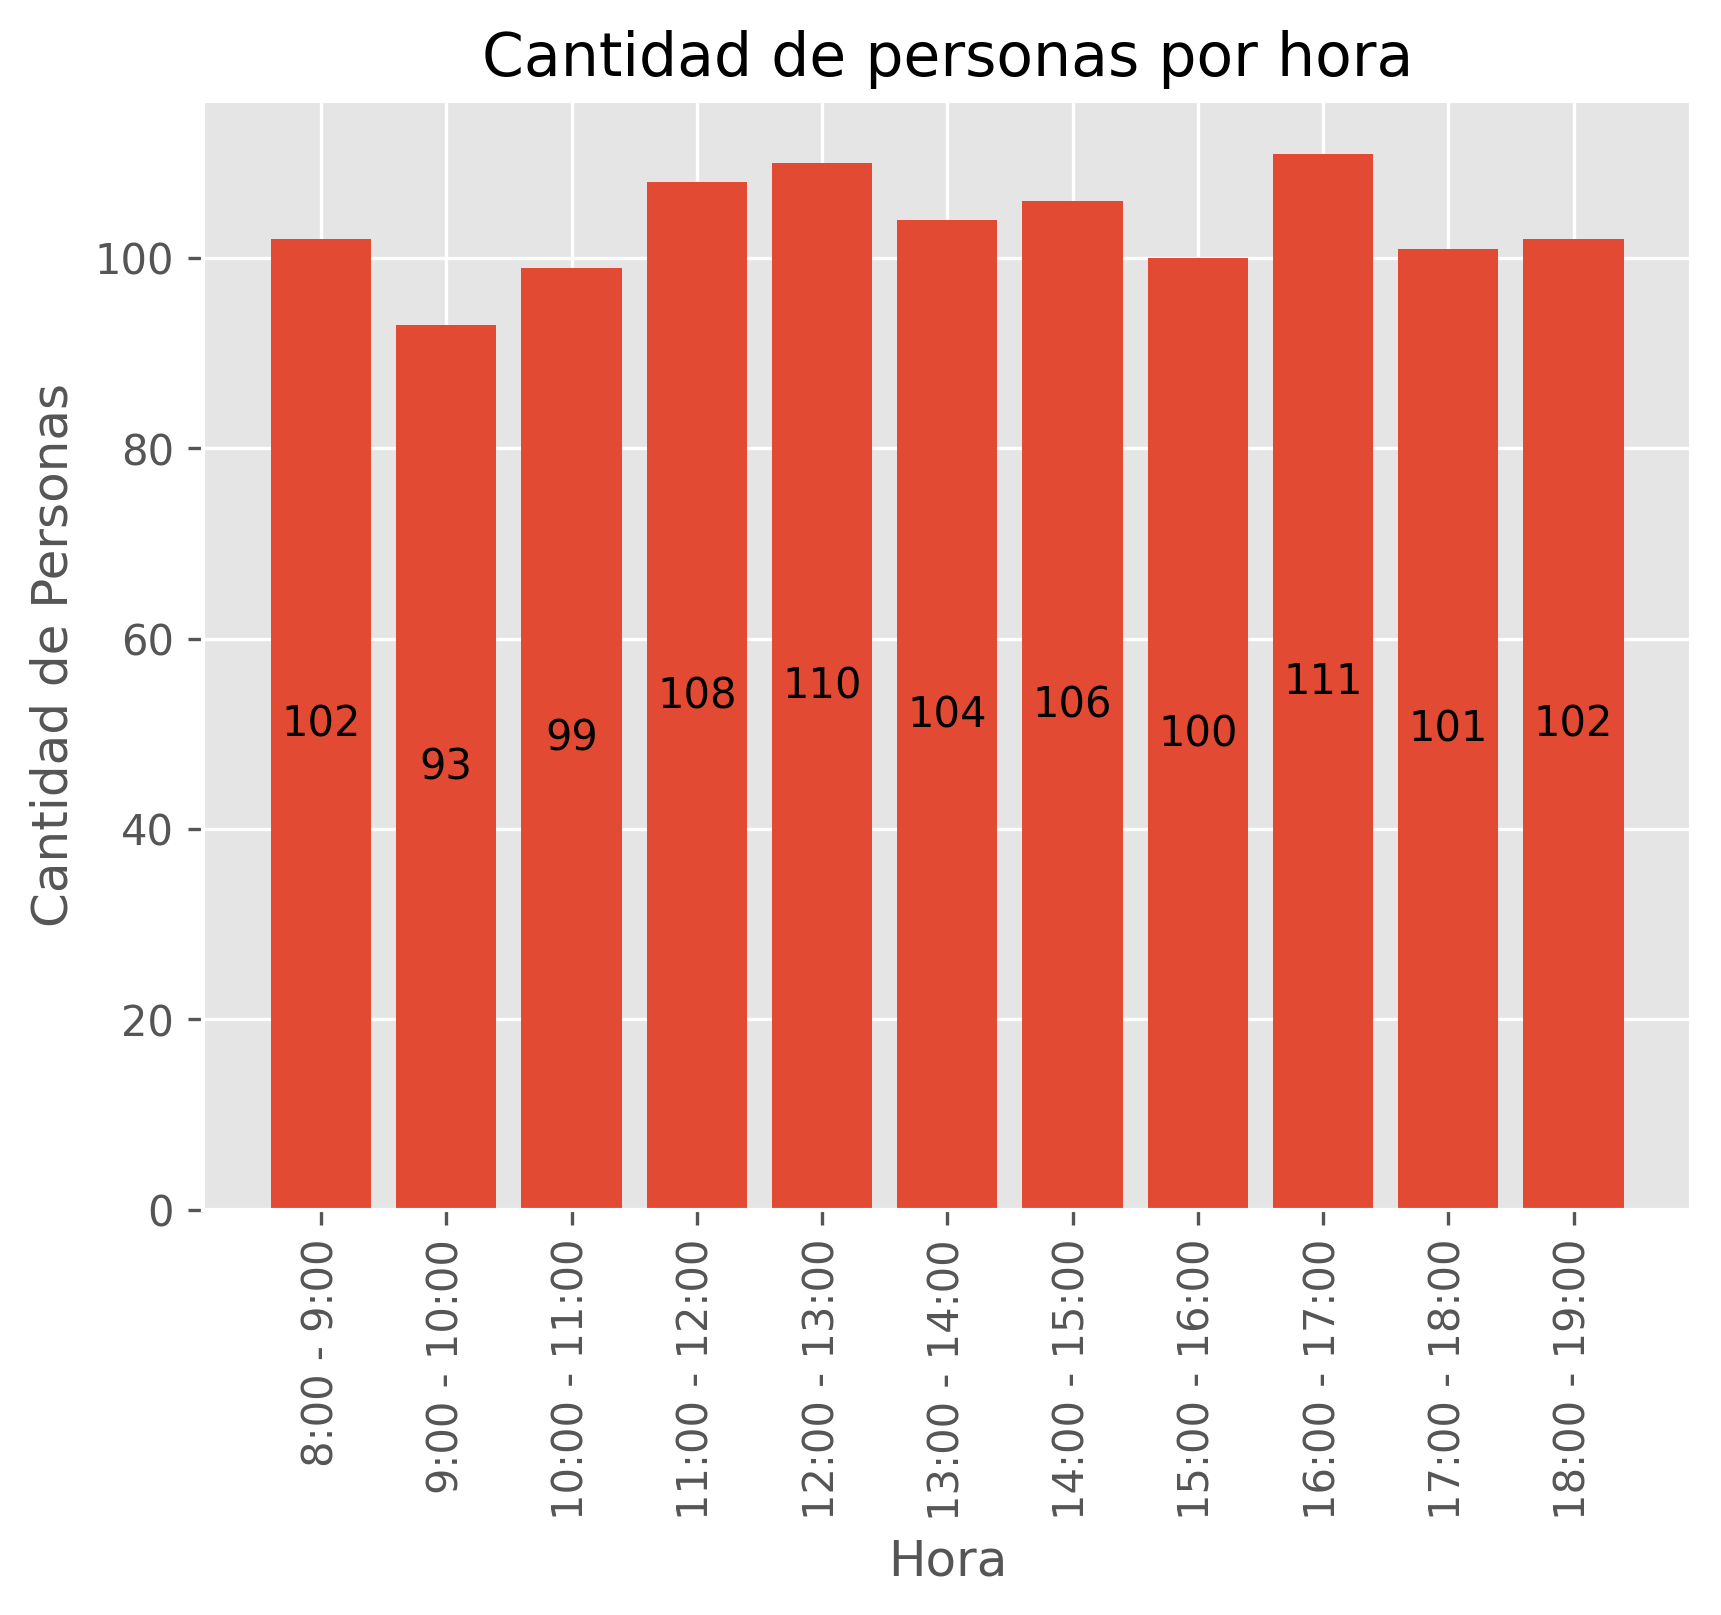 Cantidad de personas por hora
Cantidad de Personas
100
80
60
40
20
0
102
93
99
108
110
104
106
100
111
101
102
8:00 - 9:00
9:00 - 10:00
10:00 - 11:00
11:00 - 12:00
12:00 - 13:00
13:00 - 14:00
14:00 - 15:00
15:00 - 16:00
16:00 - 17:00
17:00 - 18:00
18:00 - 19:00
Hora